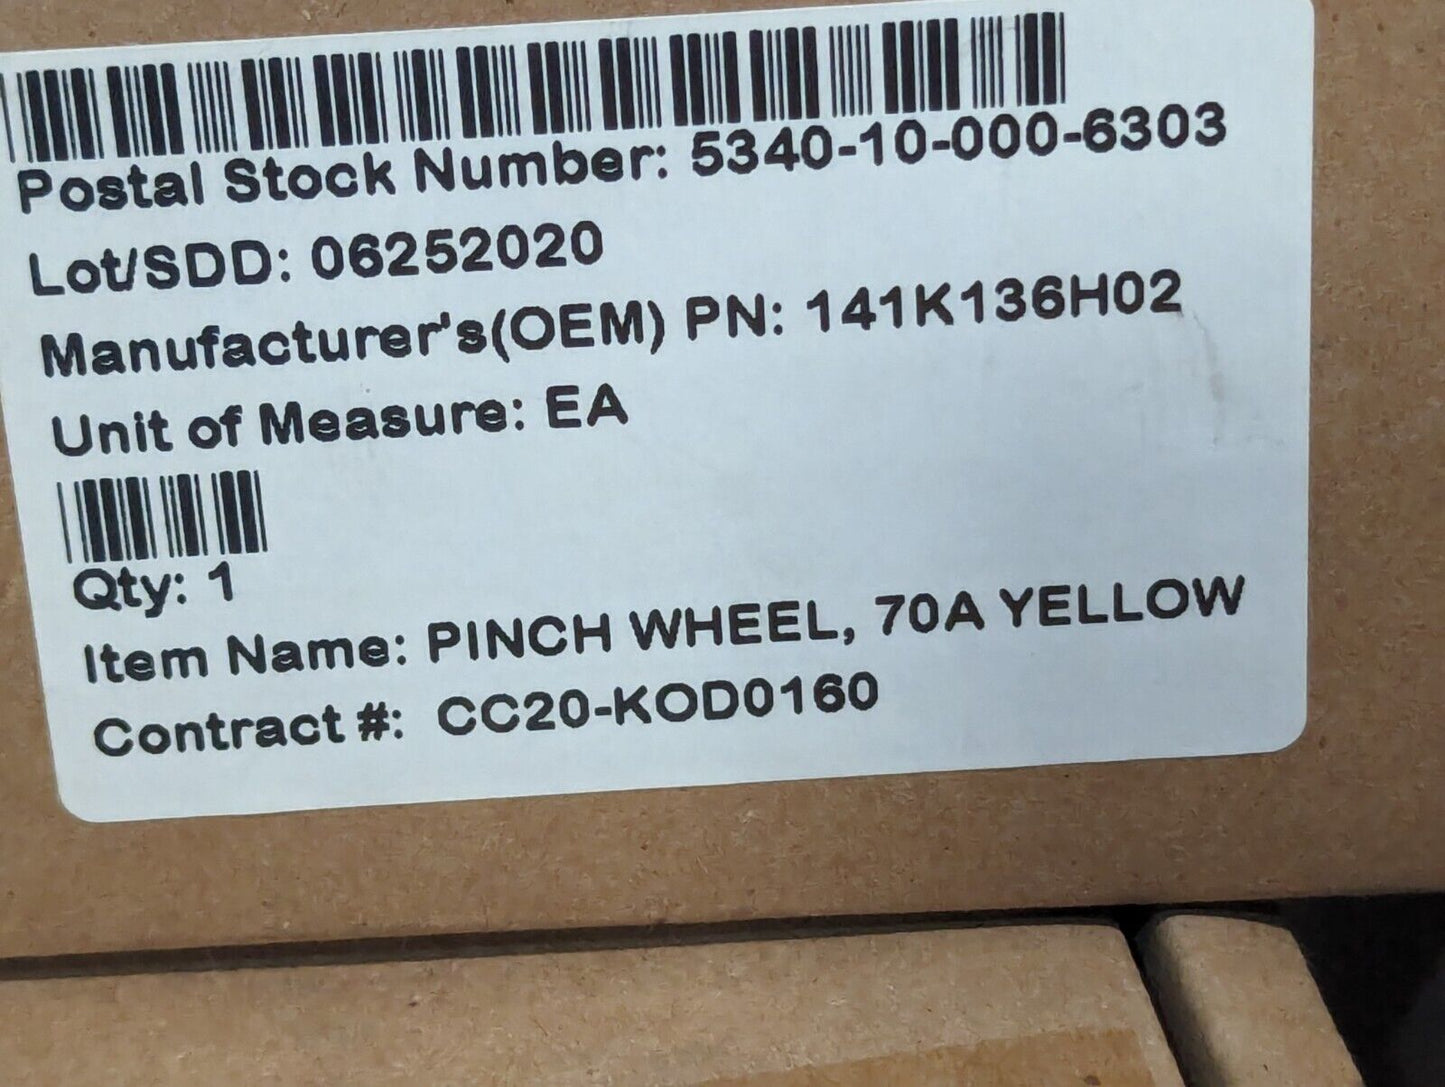 Postal Stock Number: 5340-10-000-6303
Lot/SDD: 06252020
Manufacturer's(OEM) PN: 141K136H02
Unit of Measure: EA
Qty: 1
Item Name: PINCH WHEEL, 70A YELLOW
Contract #: CC20-KOD0160